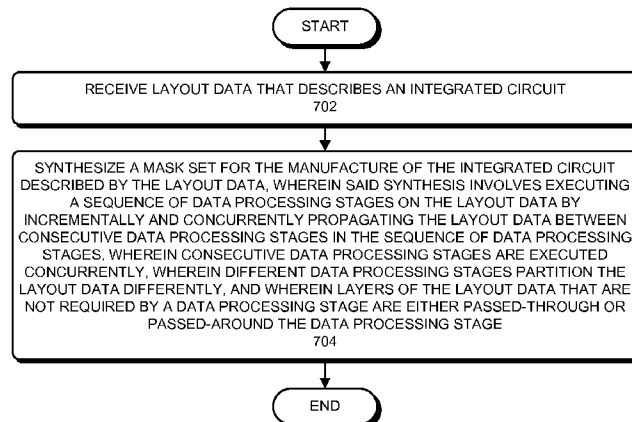 START
RECEIVE LAYOUT DATA THAT DESCRIBES AN INTEGRATED CIRCUIT
702
SYNTHESIZE A MASK SET FOR THE MANUFACTURE OF THE INTEGRATED CIRCUIT
DESCRIBED BY THE LAYOUT DATA, WHEREIN SAID SYNTHESIS INVOLVES EXECUTING
A SEQUENCE OF DATA PROCESSING STAGES ON THE LAYOUT DATA BY
INCREMENTALLY AND CONCURRENTLY PROPAGATING THE LAYOUT DATA BETWEEN
CONSECUTIVE DATA PROCESSING STAGES IN THE SEQUENCE OF DATA PROCESSING
STAGES, WHEREIN CONSECUTIVE DATA PROCESSING STAGES ARE EXECUTED
CONCURRENTLY, WHEREIN DIFFERENT DATA PROCESSING STAGES PARTITION THE
LAYOUT DATA DIFFERENTLY, AND WHEREIN LAYERS OF THE LAYOUT DATA THAT ARE
NOT REQUIRED BY A DATA PROCESSING STAGE ARE EITHER PASSED-THROUGH OR
PASSED-AROUND THE DATA PROCESSING STAGE
704
END